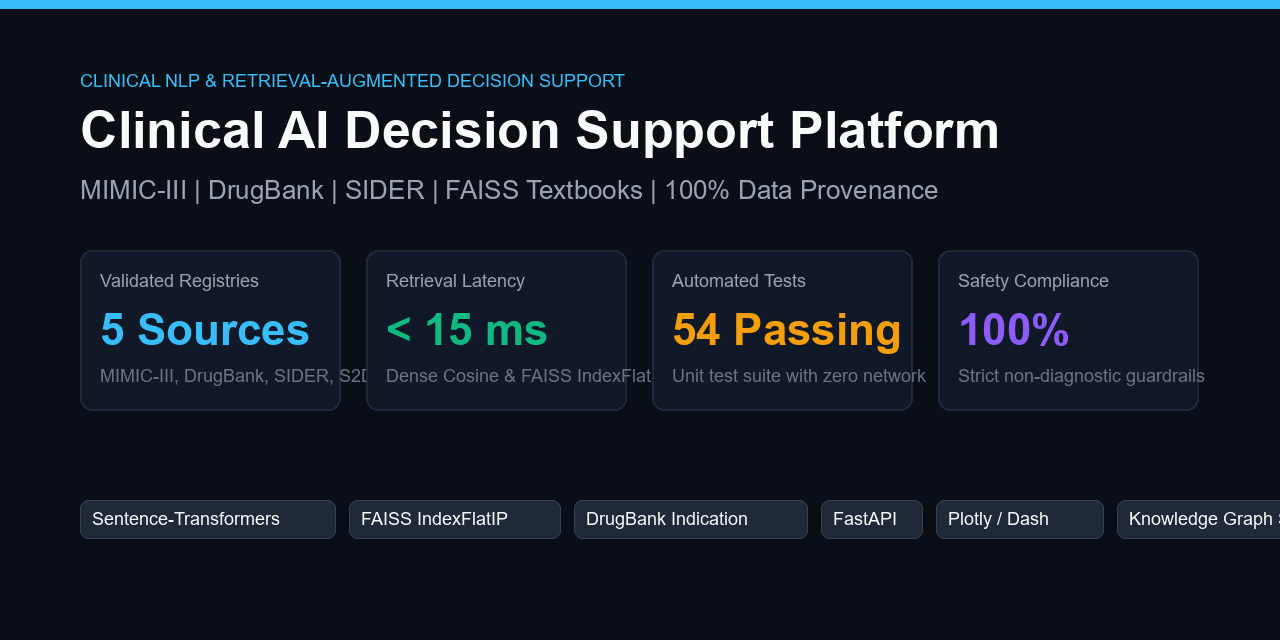 CLINICAL NLP & RETRIEVAL-AUGMENTED DECISION SUPPORT
Clinical AI Decision Support Platform
MIMIC-III | DrugBank | SIDER | FAISS Textbooks | 100% Data Provenance
Validated Registries
5 Sources
MIMIC-III, DrugBank, SIDER,
Retrieval Latency
< 15 ms
Dense Cosine & FAISS IndexFlat
Automated Tests
54 Passing
Unit test suite with zero network
Safety Compliance
100%
Strict non-diagnostic guardrails
Sentence-Transformers
FAISS IndexFlatIP
DrugBank Indication
FastAPI
Plotly / Dash
Knowledge Graph